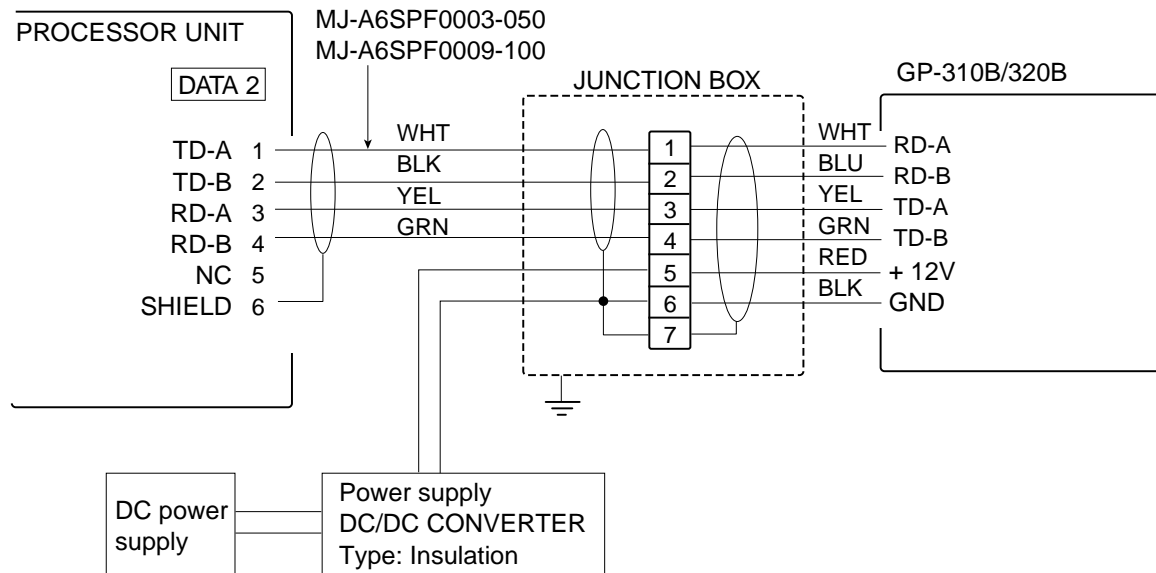 PROCESSOR UNIT
MJ-A6SPF0003-050
MJ-A6SPF0009-100
DATA 2
JUNCTION BOX
GP-310B/320B
TD-A 1
TD-B 2
RD-A 3
RD-B 4
NC 5
SHIELD 6
WHT
BLK
YEL
GRN
1
2
3
4
5
6
7
WHT
BLU
YEL
GRN
RED
BLK
RD-A
RD-B
TD-A
TD-B
+ 12V
GND
DC power
supply
Power supply
DC/DC CONVERTER
Type: Insulation